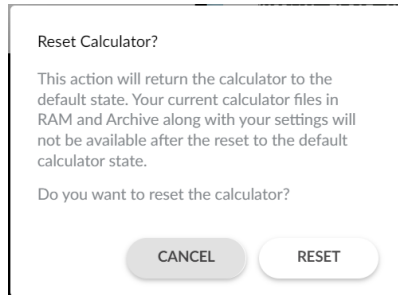 Reset Calculator?
This action will return the calculator to the
default state. Your current calculator files in
RAM and Archive along with your settings will
not be available after the reset to the default
calculator state.
Do you want to reset the calculator?
CANCEL RESET